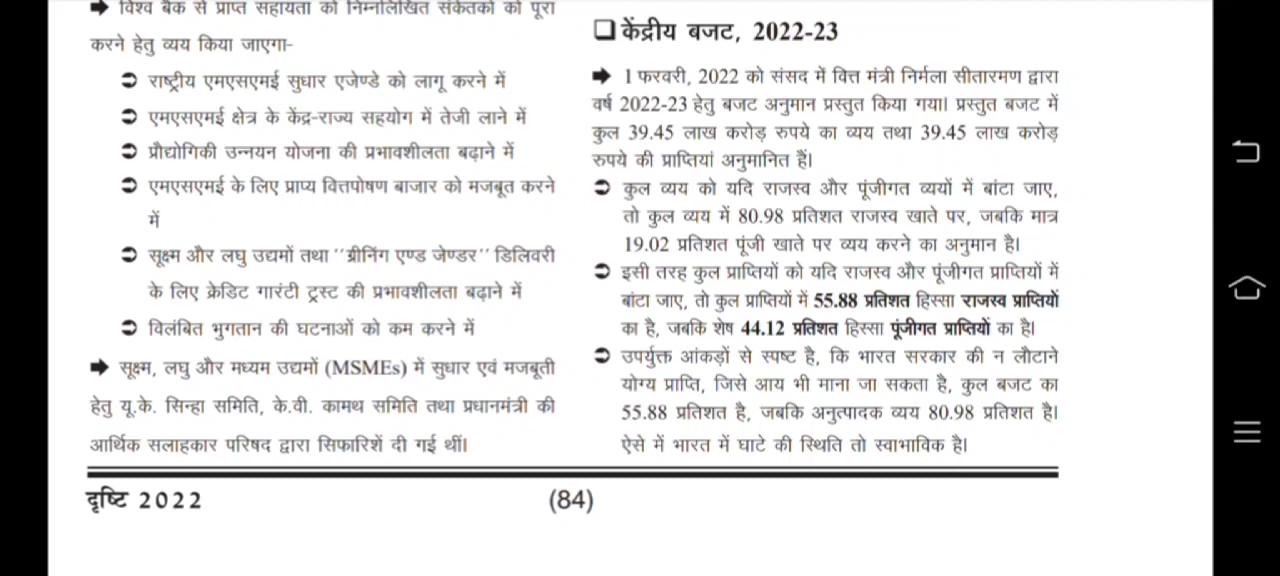 ➡ विश्व बैंक से प्राप्त सहायता को निम्नलिखित संकेतकों को पूरा
करने हेतु व्यय किया जाएगा-
➲ राष्ट्रीय एमएसएमई सुधार एजेण्डे को लागू करने में
➲ एमएसएमई क्षेत्र के केंद्र-राज्य सहयोग में तेजी लाने में
➲ प्रौद्योगिकी उन्नयन योजना की प्रभावशीलता बढ़ाने में
➲ एमएसएमई के लिए प्राप्य वित्तपोषण बाजार को मजबूत करने
में
➲ सूक्ष्म और लघु उद्यमों तथा ''ग्रीनिंग एण्ड जेण्डर'' डिलिवरी
के लिए क्रेडिट गारंटी ट्रस्ट की प्रभावशीलता बढ़ाने में
➲ विलंबित भुगतान की घटनाओं को कम करने में
➡ सूक्ष्म, लघु और मध्यम उद्यमों (MSMEs) में सुधार एवं मजबूती
हेतु यू.के. सिन्हा समिति, के.वी. कामथ समिति तथा प्रधानमंत्री की
आर्थिक सलाहकार परिषद द्वारा सिफारिशें दी गई थीं।
❑ केंद्रीय बजट, 2022-23
➡ 1 फरवरी, 2022 को संसद में वित्त मंत्री निर्मला सीतारमण द्वारा
वर्ष 2022-23 हेतु बजट अनुमान प्रस्तुत किया गया। प्रस्तुत बजट में
कुल 39.45 लाख करोड़ रुपये का व्यय तथा 39.45 लाख करोड़
रुपये की प्राप्तियां अनुमानित हैं।
➲ कुल व्यय को यदि राजस्व और पूंजीगत व्ययों में बांटा जाए,
तो कुल व्यय में 80.98 प्रतिशत राजस्व खाते पर, जबकि मात्र
19.02 प्रतिशत पूंजी खाते पर व्यय करने का अनुमान है।
➲ इसी तरह कुल प्राप्तियों को यदि राजस्व और पूंजीगत प्राप्तियों में
बांटा जाए, तो कुल प्राप्तियों में 55.88 प्रतिशत हिस्सा राजस्व प्राप्तियों
का है, जबकि शेष 44.12 प्रतिशत हिस्सा पूंजीगत प्राप्तियों का है।
➲ उपर्युक्त आंकड़ों से स्पष्ट है, कि भारत सरकार की न लौटाने
योग्य प्राप्ति, जिसे आय भी माना जा सकता है, कुल बजट का
55.88 प्रतिशत है, जबकि अनुत्पादक व्यय 80.98 प्रतिशत है।
ऐसे में भारत में घाटे की स्थिति तो स्वाभाविक है।
दृष्टि 2022
(84)